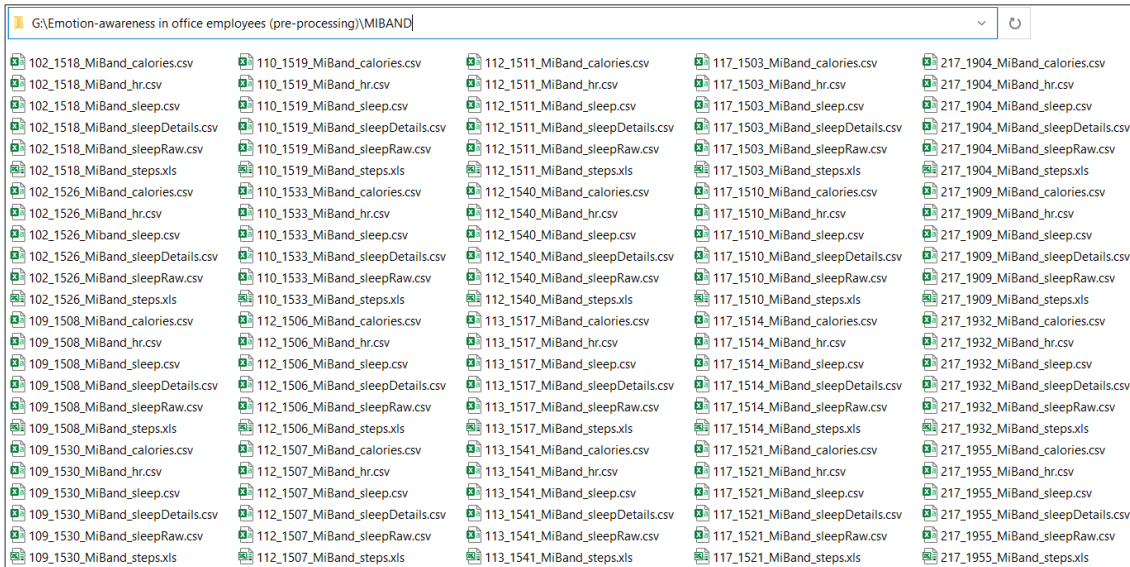 G:\Emotion-awareness in office employees (pre-processing)\MIBAND
102_1518_MiBand_calories.csv
102_1518_MiBand_hr.csv
102_1518_MiBand_sleep.csv
102_1518_MiBand_sleepDetails.csv
102_1518_MiBand_sleepRaw.csv
102_1518_MiBand_steps.xls
102_1526_MiBand_calories.csv
102_1526_MiBand_hr.csv
102_1526_MiBand_sleep.csv
102_1526_MiBand_sleepDetails.csv
102_1526_MiBand_sleepRaw.csv
102_1526_MiBand_steps.xls
109_1508_MiBand_calories.csv
109_1508_MiBand_hr.csv
109_1508_MiBand_sleep.csv
109_1508_MiBand_sleepDetails.csv
109_1508_MiBand_sleepRaw.csv
109_1508_MiBand_steps.xls
109_1530_MiBand_calories.csv
109_1530_MiBand_hr.csv
109_1530_MiBand_sleep.csv
109_1530_MiBand_sleepDetails.csv
109_1530_MiBand_sleepRaw.csv
109_1530_MiBand_steps.xls
110_1519_MiBand_calories.csv
110_1519_MiBand_hr.csv
110_1519_MiBand_sleep.csv
110_1519_MiBand_sleepDetails.csv
110_1519_MiBand_sleepRaw.csv
110_1519_MiBand_steps.xls
110_1533_MiBand_calories.csv
110_1533_MiBand_hr.csv
110_1533_MiBand_sleep.csv
110_1533_MiBand_sleepDetails.csv
110_1533_MiBand_sleepRaw.csv
110_1533_MiBand_steps.xls
112_1506_MiBand_calories.csv
112_1506_MiBand_hr.csv
112_1506_MiBand_sleep.csv
112_1506_MiBand_sleepDetails.csv
112_1506_MiBand_sleepRaw.csv
112_1506_MiBand_steps.xls
112_1507_MiBand_calories.csv
112_1507_MiBand_hr.csv
112_1507_MiBand_sleep.csv
112_1507_MiBand_sleepDetails.csv
112_1507_MiBand_sleepRaw.csv
112_1507_MiBand_steps.xls
112_1511_MiBand_calories.csv
112_1511_MiBand_hr.csv
112_1511_MiBand_sleep.csv
112_1511_MiBand_sleepDetails.csv
112_1511_MiBand_sleepRaw.csv
112_1511_MiBand_steps.xls
112_1540_MiBand_calories.csv
112_1540_MiBand_hr.csv
112_1540_MiBand_sleep.csv
112_1540_MiBand_sleepDetails.csv
112_1540_MiBand_sleepRaw.csv
112_1540_MiBand_steps.xls
113_1517_MiBand_calories.csv
113_1517_MiBand_hr.csv
113_1517_MiBand_sleep.csv
113_1517_MiBand_sleepDetails.csv
113_1517_MiBand_sleepRaw.csv
113_1517_MiBand_steps.xls
113_1541_MiBand_calories.csv
113_1541_MiBand_hr.csv
113_1541_MiBand_sleep.csv
113_1541_MiBand_sleepDetails.csv
113_1541_MiBand_sleepRaw.csv
113_1541_MiBand_steps.xls
117_1503_MiBand_calories.csv
117_1503_MiBand_hr.csv
117_1503_MiBand_sleep.csv
117_1503_MiBand_sleepDetails.csv
117_1503_MiBand_sleepRaw.csv
117_1503_MiBand_steps.xls
117_1510_MiBand_calories.csv
117_1510_MiBand_hr.csv
117_1510_MiBand_sleep.csv
117_1510_MiBand_sleepDetails.csv
117_1510_MiBand_sleepRaw.csv
117_1510_MiBand_steps.xls
117_1514_MiBand_calories.csv
117_1514_MiBand_hr.csv
117_1514_MiBand_sleep.csv
117_1514_MiBand_sleepDetails.csv
117_1514_MiBand_sleepRaw.csv
117_1514_MiBand_steps.xls
117_1521_MiBand_calories.csv
117_1521_MiBand_hr.csv
117_1521_MiBand_sleep.csv
117_1521_MiBand_sleepDetails.csv
117_1521_MiBand_sleepRaw.csv
117_1521_MiBand_steps.xls
217_1904_MiBand_calories.csv
217_1904_MiBand_hr.csv
217_1904_MiBand_sleep.csv
217_1904_MiBand_sleepDetails.csv
217_1904_MiBand_sleepRaw.csv
217_1904_MiBand_steps.xls
217_1909_MiBand_calories.csv
217_1909_MiBand_hr.csv
217_1909_MiBand_sleep.csv
217_1909_MiBand_sleepDetails.csv
217_1909_MiBand_sleepRaw.csv
217_1909_MiBand_steps.xls
217_1932_MiBand_calories.csv
217_1932_MiBand_hr.csv
217_1932_MiBand_sleep.csv
217_1932_MiBand_sleepDetails.csv
217_1932_MiBand_sleepRaw.csv
217_1932_MiBand_steps.xls
217_1955_MiBand_calories.csv
217_1955_MiBand_hr.csv
217_1955_MiBand_sleep.csv
217_1955_MiBand_sleepDetails.csv
217_1955_MiBand_sleepRaw.csv
217_1955_MiBand_steps.xls